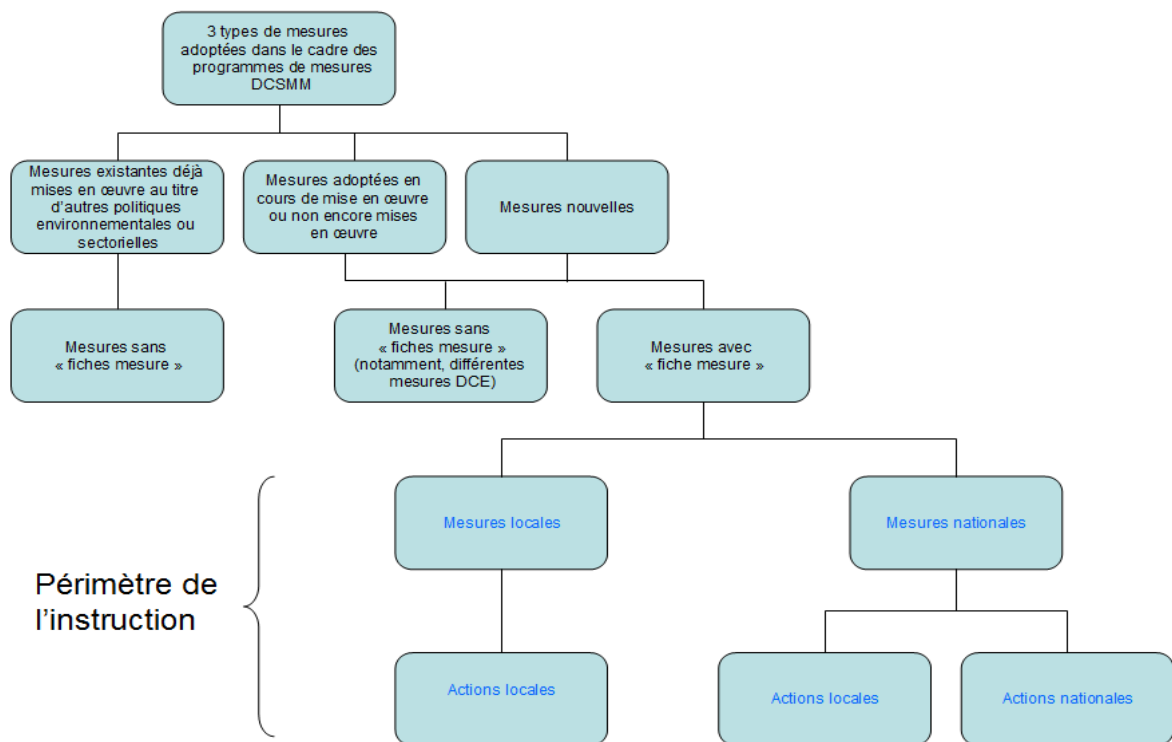 3 types de mesures
adoptées dans le cadre des
programmes de mesures
DCSMM
Mesures existantes déjà
mises en œuvre au titre
d'autres politiques
environnementales ou
sectorielles
Mesures adoptées en
cours de mise en œuvre
ou non encore mises
en œuvre
Mesures nouvelles
Mesures sans
« fiches mesure »
Mesures sans
« fiches mesure »
(notamment, différentes
mesures DCE)
Mesures avec
« fiche mesure »
Périmètre de
l'instruction
Mesures locales
Mesures nationales
Actions locales
Actions locales
Actions nationales